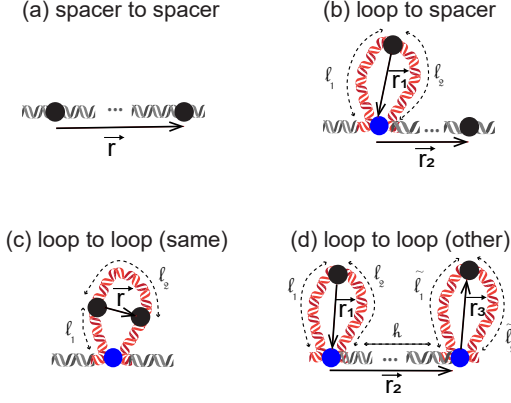 (a) spacer to spacer
(b) loop to spacer
ℓ₁
r₁
ℓ₂
...
r
...
r₂
(c) loop to loop (same)
(d) loop to loop (other)
ℓ₂
r
ℓ₁
ℓ₁
r₁
ℓ₂
ℓ̃₁
r₃
h
...
r₂